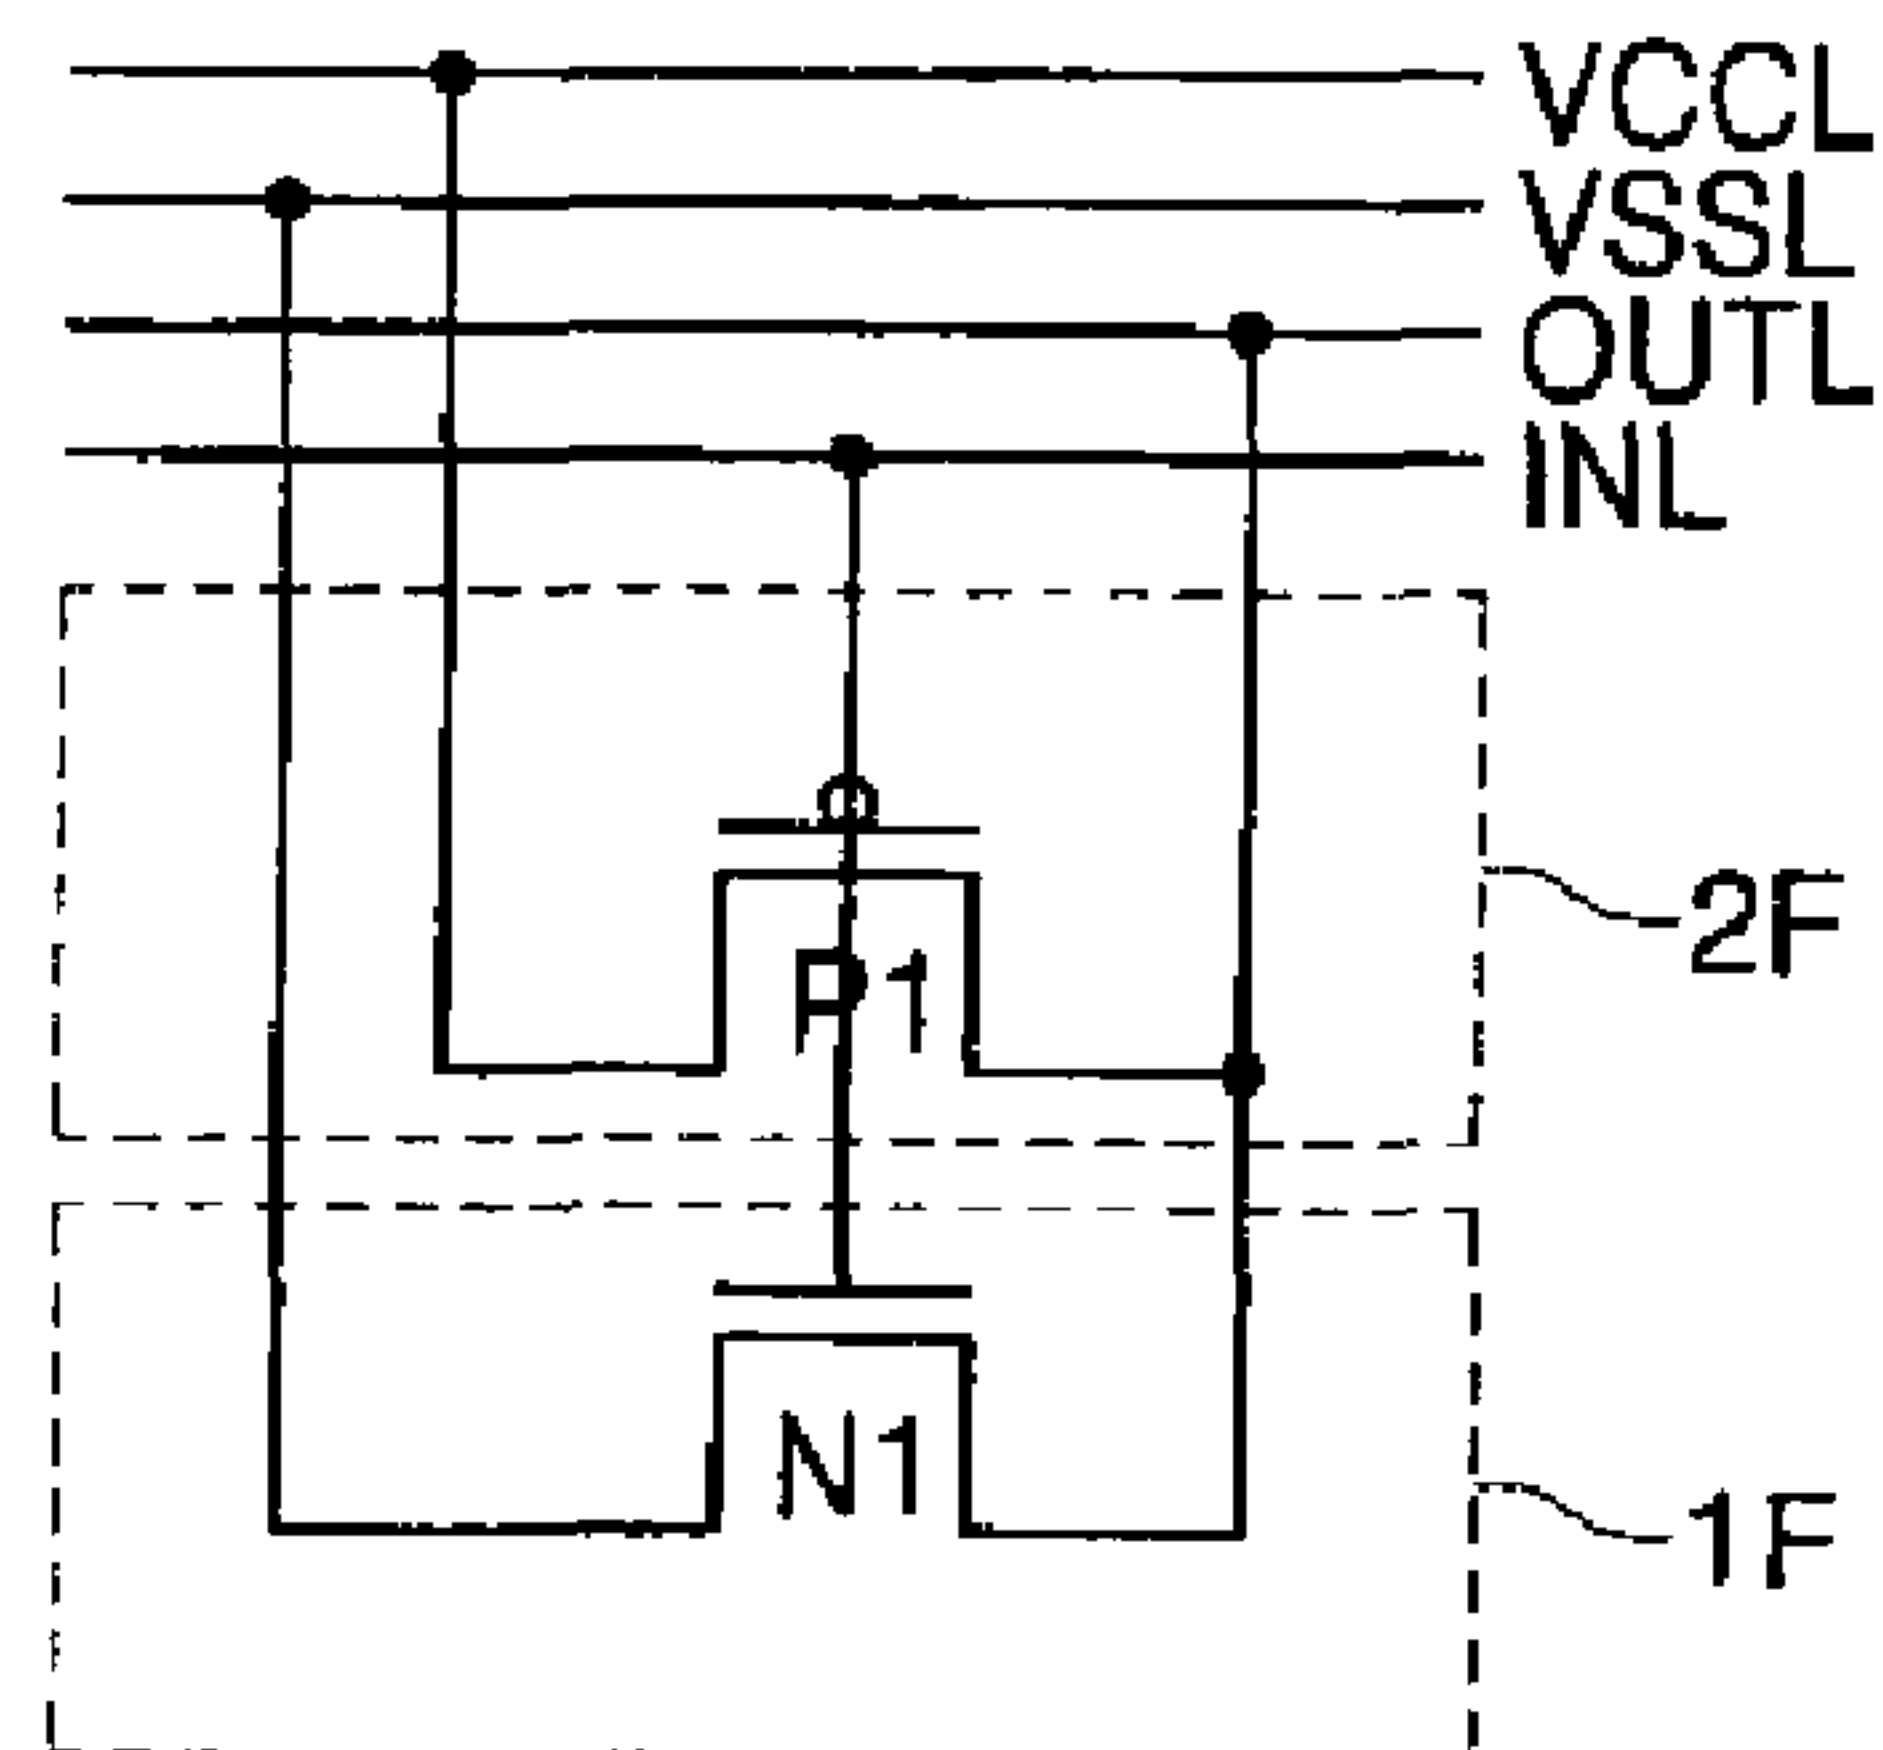 VCCL
VSSL
OUTL
INL
2F
P1
N1
1F